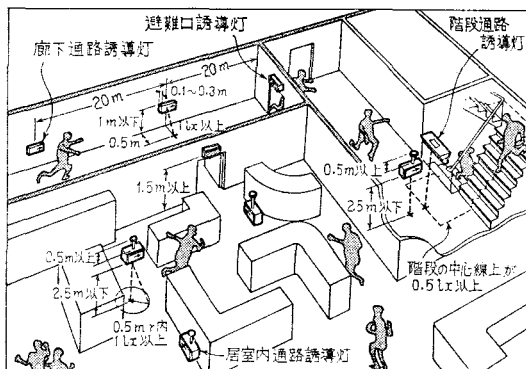 避難口誘導灯
階段通路
誘導灯
廊下通路誘導灯
20m
20m
0.1~0.3m
1m以下
1lx以上
0.5m
0.5m以上
1.5m以上
25m以下
0.5m以上
2.5m以下
階段の中心線上が
0.5lx以上
0.5mr内
1lx以上
居室内通路誘導灯